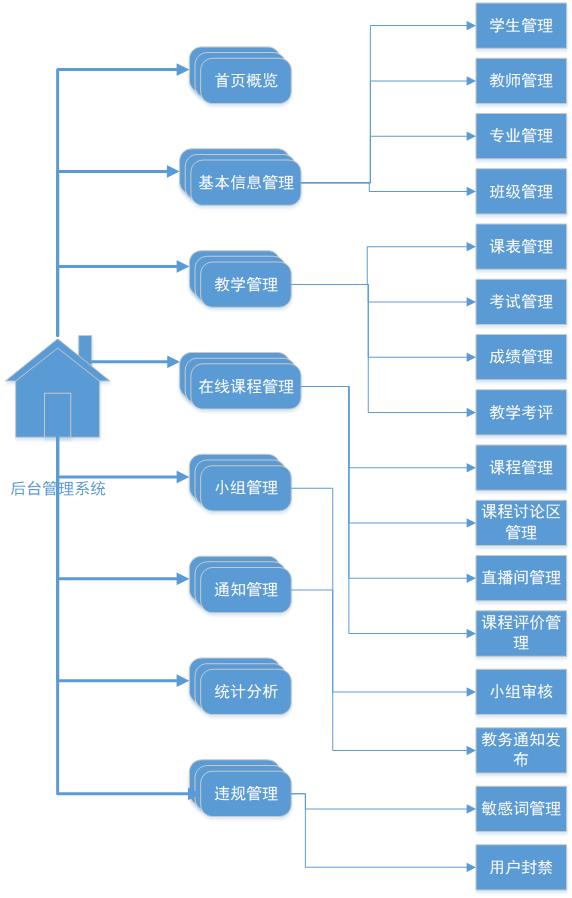 学生管理
首页概览
教师管理
专业管理
基本信息管理
班级管理
课表管理
教学管理
考试管理
成绩管理
在线课程管理
教学考评
课程管理
小组管理
后台管理系统
课程讨论区
管理
直播间管理
通知管理
课程评价管
理
统计分析
小组审核
教务通知发
布
违规管理
敏感词管理
用户封禁